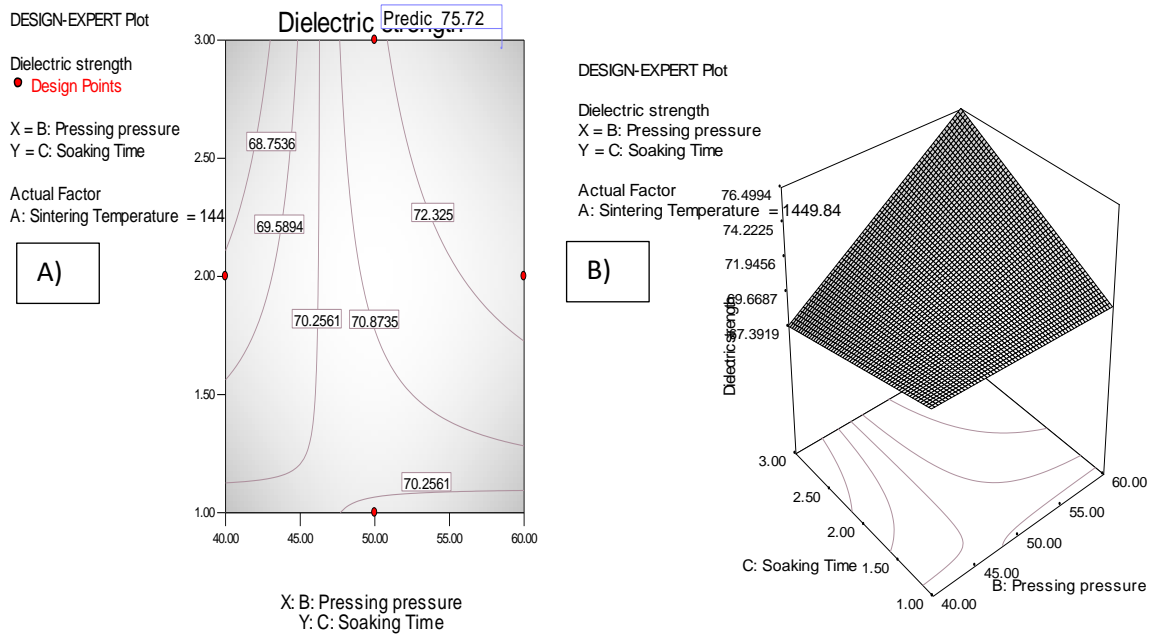 DESIGN-EXPERT Plot
Dielectric strength
Design Points
X = B: Pressing pressure
Y = C: Soaking Time
Actual Factor
A: Sintering Temperature = 144
A)
Dielectric strength
Predic 75.72
3.00
2.50
2.00
1.50
1.00
68.7536
69.5894
72.325
70.2561
70.8735
70.2561
40.00 45.00 50.00 55.00 60.00
X: B: Pressing pressure
Y: C: Soaking Time
DESIGN-EXPERT Plot
Dielectric strength
X = B: Pressing pressure
Y = C: Soaking Time
Actual Factor
A: Sintering Temperature = 1449.84
B)
76.4994
74.2225
71.9456
69.6687
67.3919
Dielectric strength
3.00
2.50
2.00
1.50
1.00
C: Soaking Time
60.00
55.00
50.00
45.00
40.00
B: Pressing pressure